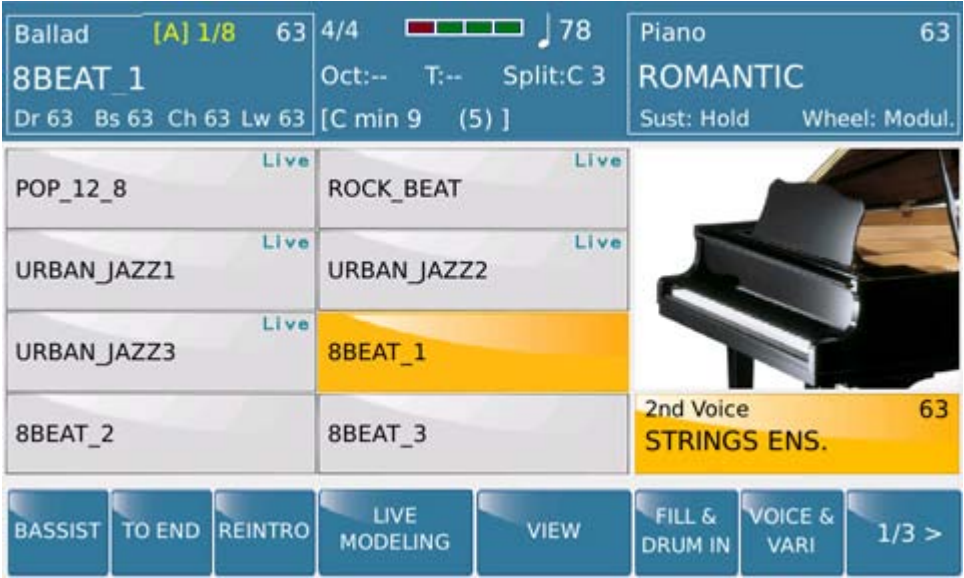 Ballad [A] 1/8 63
8BEAT_1
Dr 63 Bs 63 Ch 63 Lw 63
4/4 78
Oct:-- T:-- Split:C 3
[C min 9 (5) ]
Piano 63
ROMANTIC
Sust: Hold Wheel: Modul.
Live
POP_12_8
Live
ROCK_BEAT
Live
URBAN_JAZZ1
Live
URBAN_JAZZ2
Live
URBAN_JAZZ3
8BEAT_1
8BEAT_2
8BEAT_3
2nd Voice 63
STRINGS ENS.
BASSIST
TO END
REINTRO
LIVE
MODELING
VIEW
FILL &
DRUM IN
VOICE &
VARI
1/3 >